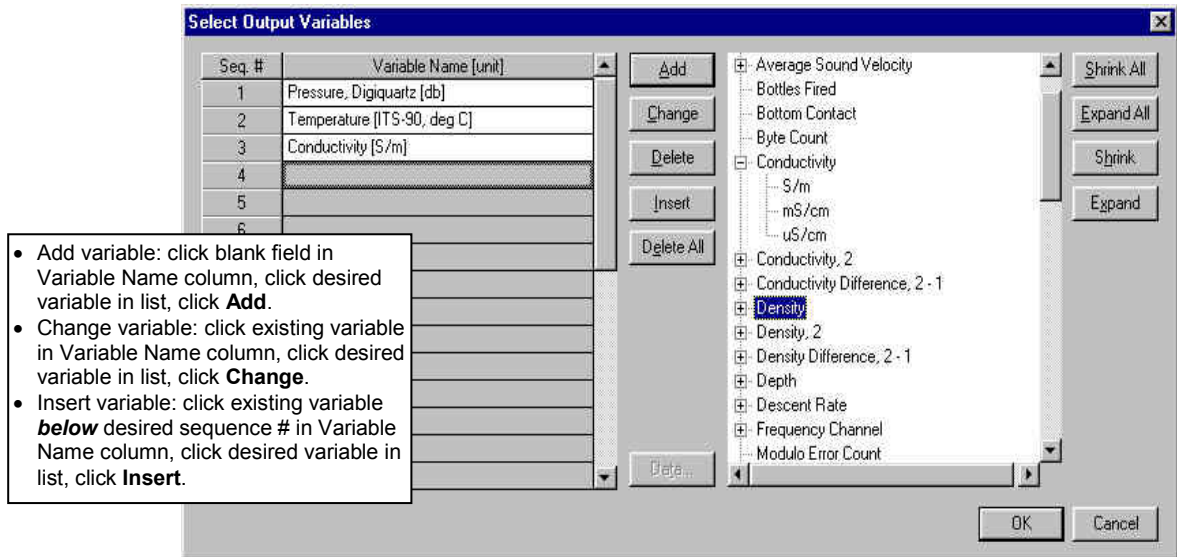 Select Output Variables
Seq. # Variable Name [unit]
1 Pressure, Digiquartz [db]
2 Temperature [ITS-90, deg C]
3 Conductivity [S/m]
4
5
6
Add
Change
Delete
Insert
Delete All
Data...
Average Sound Velocity
Bottles Fired
Bottom Contact
Byte Count
Conductivity
S/m
mS/cm
uS/cm
Conductivity, 2
Conductivity Difference, 2 - 1
Density
Density, 2
Density Difference, 2 - 1
Depth
Descent Rate
Frequency Channel
Modulo Error Count
Shrink All
Expand All
Shrink
Expand
OK
Cancel
• Add variable: click blank field in
Variable Name column, click desired
variable in list, click Add.
• Change variable: click existing variable
in Variable Name column, click desired
variable in list, click Change.
• Insert variable: click existing variable
below desired sequence # in Variable
Name column, click desired variable in
list, click Insert.